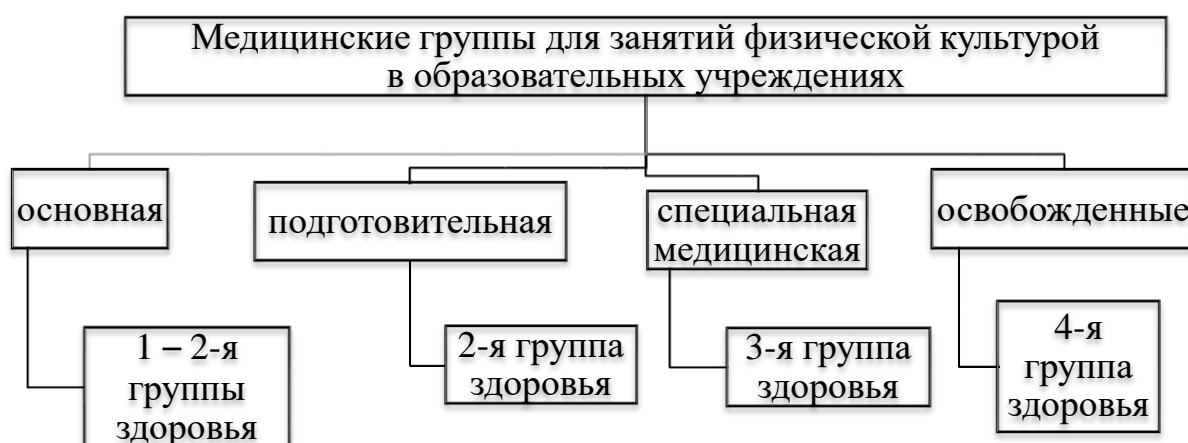 Медицинские группы для занятий физической культурой
в образовательных учреждениях
основная
подготовительная
специальная
медицинская
освобожденные
1 – 2-я
группы
здоровья
2-я группа
здоровья
3-я группа
здоровья
4-я
группа
здоровья